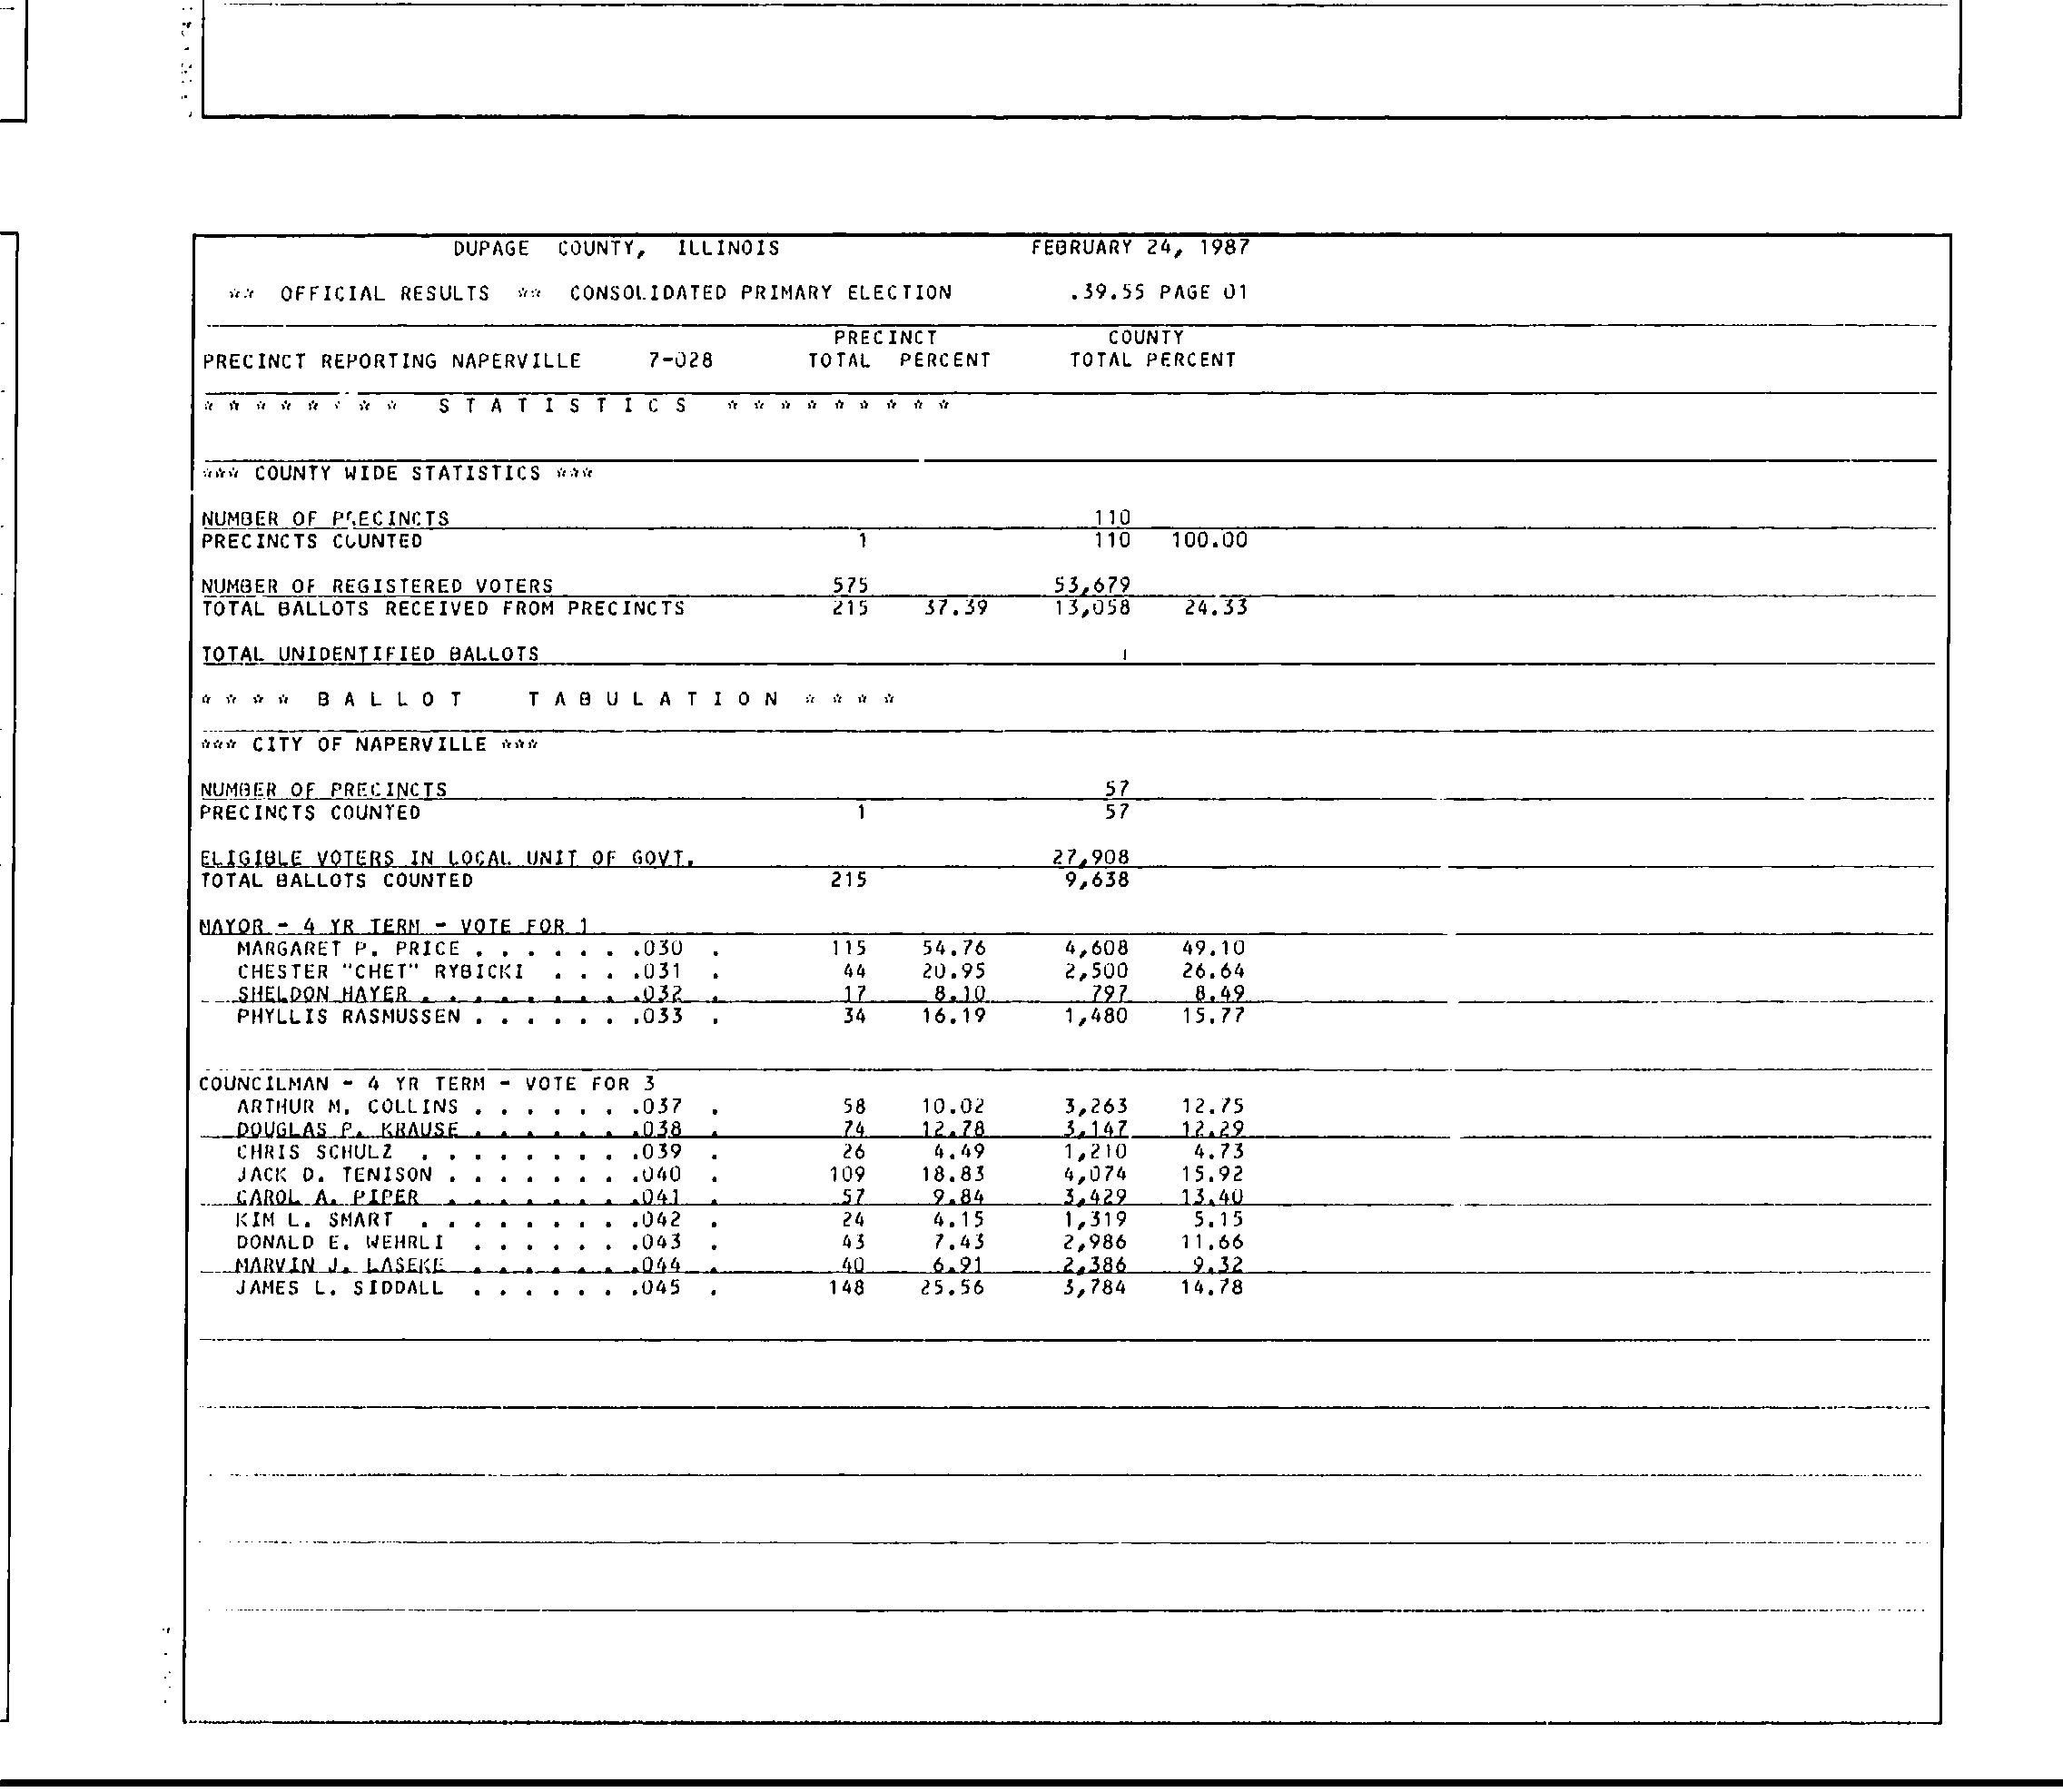 DUPAGE COUNTY, ILLINOIS FEBRUARY 24, 1987
** OFFICIAL RESULTS ** CONSOLIDATED PRIMARY ELECTION .39.55 PAGE 01
PRECINCT COUNTY
PRECINCT REPORTING NAPERVILLE 7-028 TOTAL PERCENT TOTAL PERCENT
* * * * * * * * S T A T I S T I C S * * * * * * * * *
*** COUNTY WIDE STATISTICS ***
NUMBER OF PRECINCTS 110
PRECINCTS COUNTED 1 110 100.00
NUMBER OF REGISTERED VOTERS 575 53,679
TOTAL BALLOTS RECEIVED FROM PRECINCTS 215 37.39 13,058 24.33
TOTAL UNIDENTIFIED BALLOTS 1
* * * * B A L L O T T A B U L A T I O N * * * *
*** CITY OF NAPERVILLE ***
NUMBER OF PRECINCTS 57
PRECINCTS COUNTED 1 57
ELIGIBLE VOTERS IN LOCAL UNIT OF GOVT. 27,908
TOTAL BALLOTS COUNTED 215 9,638
MAYOR - 4 YR TERM - VOTE FOR 1
MARGARET P. PRICE . . . . . . .030 . 115 54.76 4,608 49.10
CHESTER "CHET" RYBICKI . . . .031 . 44 20.95 2,500 26.64
SHELDON HAYER . . . . . . . . .032 . 17 8.10 797 8.49
PHYLLIS RASMUSSEN . . . . . . .033 . 34 16.19 1,480 15.77
COUNCILMAN - 4 YR TERM - VOTE FOR 3
ARTHUR M. COLLINS . . . . . . .037 . 58 10.02 3,263 12.75
DOUGLAS P. KRAUSE . . . . . . .038 . 74 12.78 3,147 12.29
CHRIS SCHULZ . . . . . . . . .039 . 26 4.49 1,210 4.73
JACK D. TENISON . . . . . . . .040 . 109 18.83 4,074 15.92
CAROL A. PIPER . . . . . . . .041 . 57 9.84 3,429 13.40
KIM L. SMART . . . . . . . . .042 . 24 4.15 1,319 5.15
DONALD E. WEHRLI . . . . . . .043 . 43 7.43 2,986 11.66
MARVIN J. LASEKE . . . . . . .044 . 40 6.91 2,386 9.32
JAMES L. SIDDALL . . . . . . .045 . 148 25.56 3,784 14.78